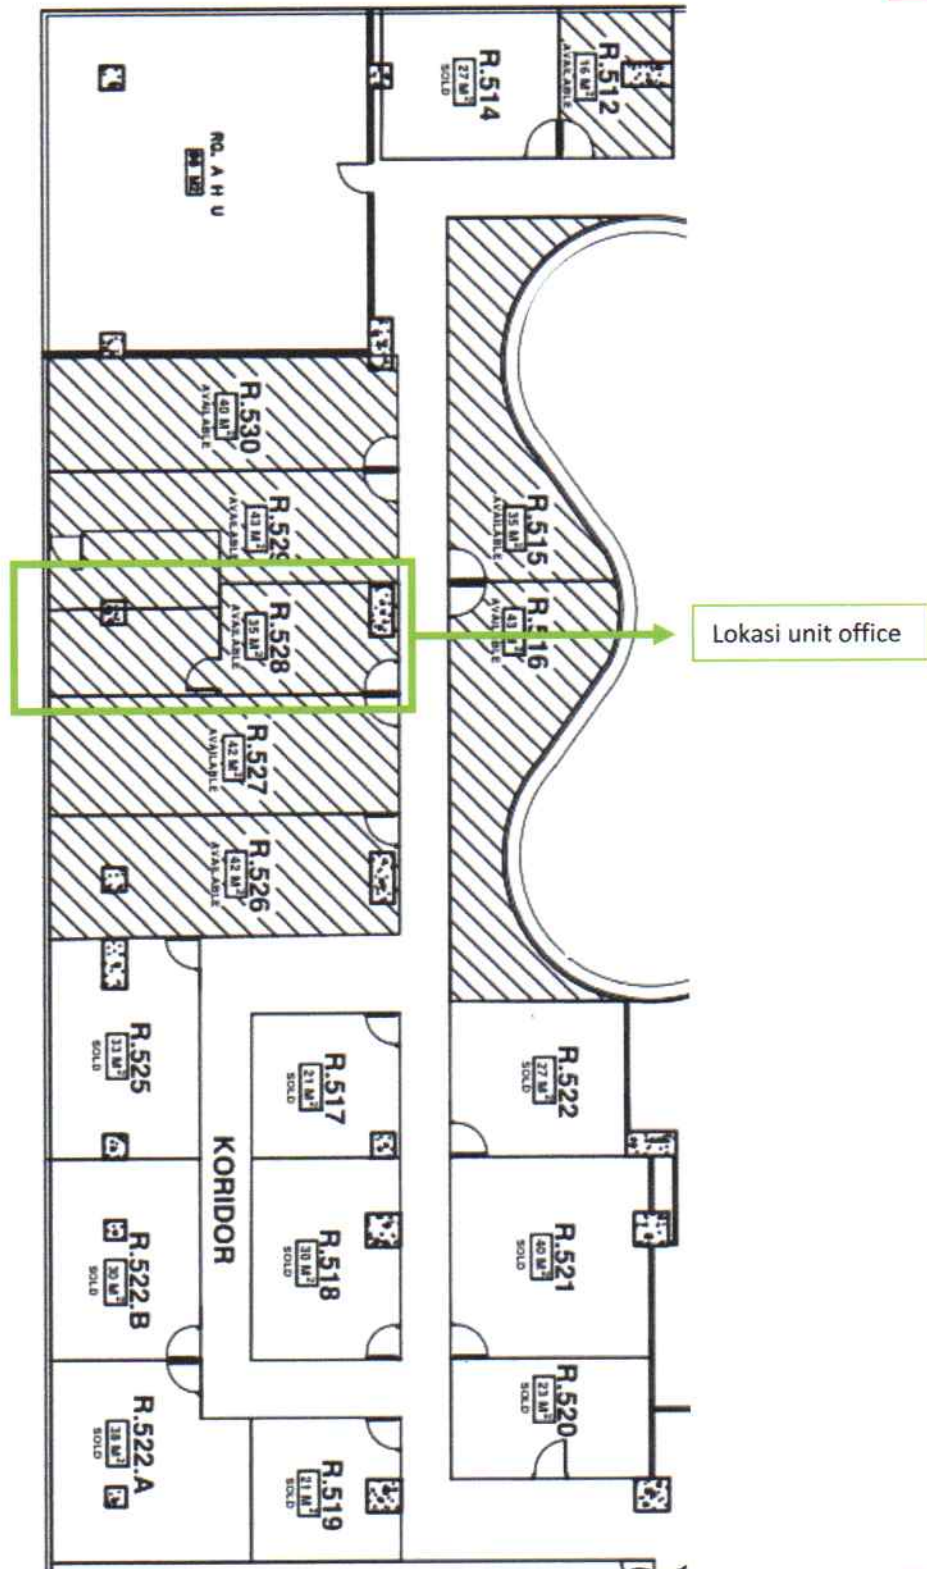 R.514
27 M²
SOLD
R.512
16 M²
AVAILABLE
RG. A H U
R.530
40 M²
AVAILABLE
R.529
43 M²
AVAILABLE
R.528
35 M²
AVAILABLE
R.527
42 M²
AVAILABLE
R.526
42 M²
AVAILABLE
R.515
35 M²
AVAILABLE
R.516
43 M²
AVAILABLE
Lokasi unit office
R.525
33 M²
SOLD
R.517
21 M²
SOLD
R.522
27 M²
SOLD
KORIDOR
R.522.B
30 M²
SOLD
R.518
30 M²
SOLD
R.521
40 M²
SOLD
R.522.A
38 M²
SOLD
R.519
21 M²
SOLD
R.520
23 M²
SOLD